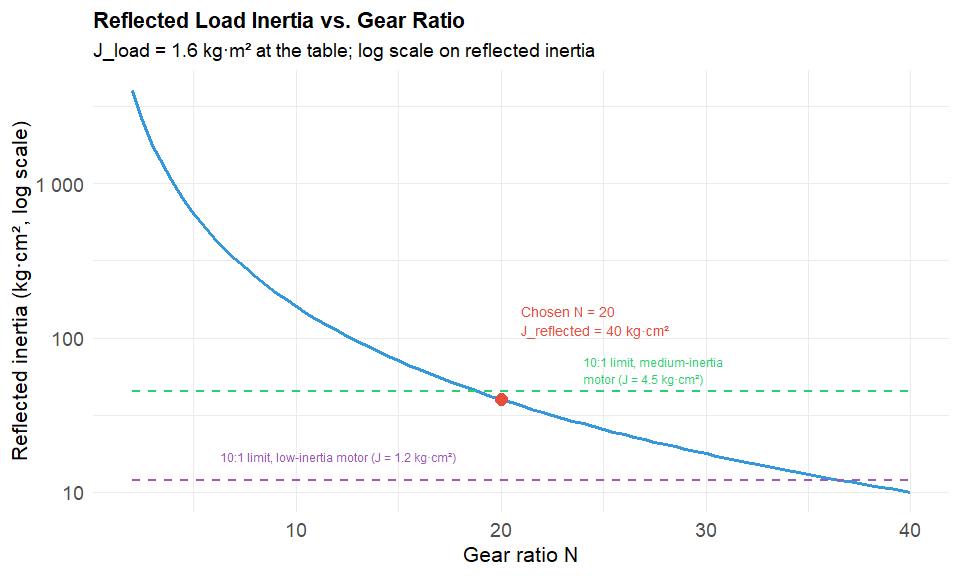 Reflected Load Inertia vs. Gear Ratio
J_load = 1.6 kg·m² at the table; log scale on reflected inertia
Reflected inertia (kg·cm², log scale)
1 000
100
10
Chosen N = 20
J_reflected = 40 kg·cm²
10:1 limit, medium-inertia
motor (J = 4.5 kg·cm²)
10:1 limit, low-inertia motor (J = 1.2 kg·cm²)
10 20 30 40
Gear ratio N